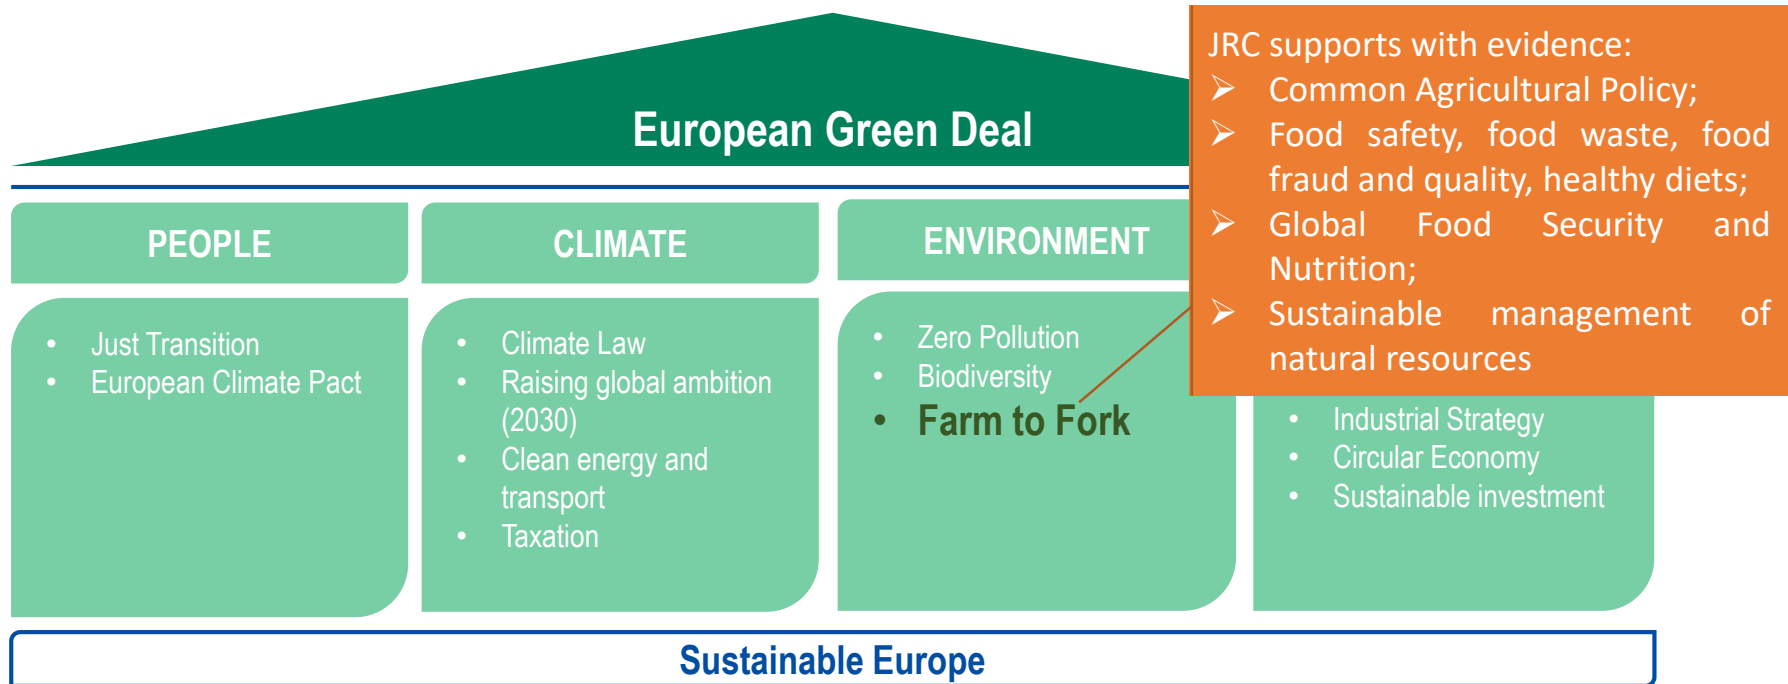 European Green Deal
JRC supports with evidence:
➢ Common Agricultural Policy;
➢ Food safety, food waste, food
fraud and quality, healthy diets;
➢ Global Food Security and
Nutrition;
➢ Sustainable management of
natural resources
PEOPLE
• Just Transition
• European Climate Pact
CLIMATE
• Climate Law
• Raising global ambition
(2030)
• Clean energy and
transport
• Taxation
ENVIRONMENT
• Zero Pollution
• Biodiversity
• Farm to Fork
• Industrial Strategy
• Circular Economy
• Sustainable investment
Sustainable Europe